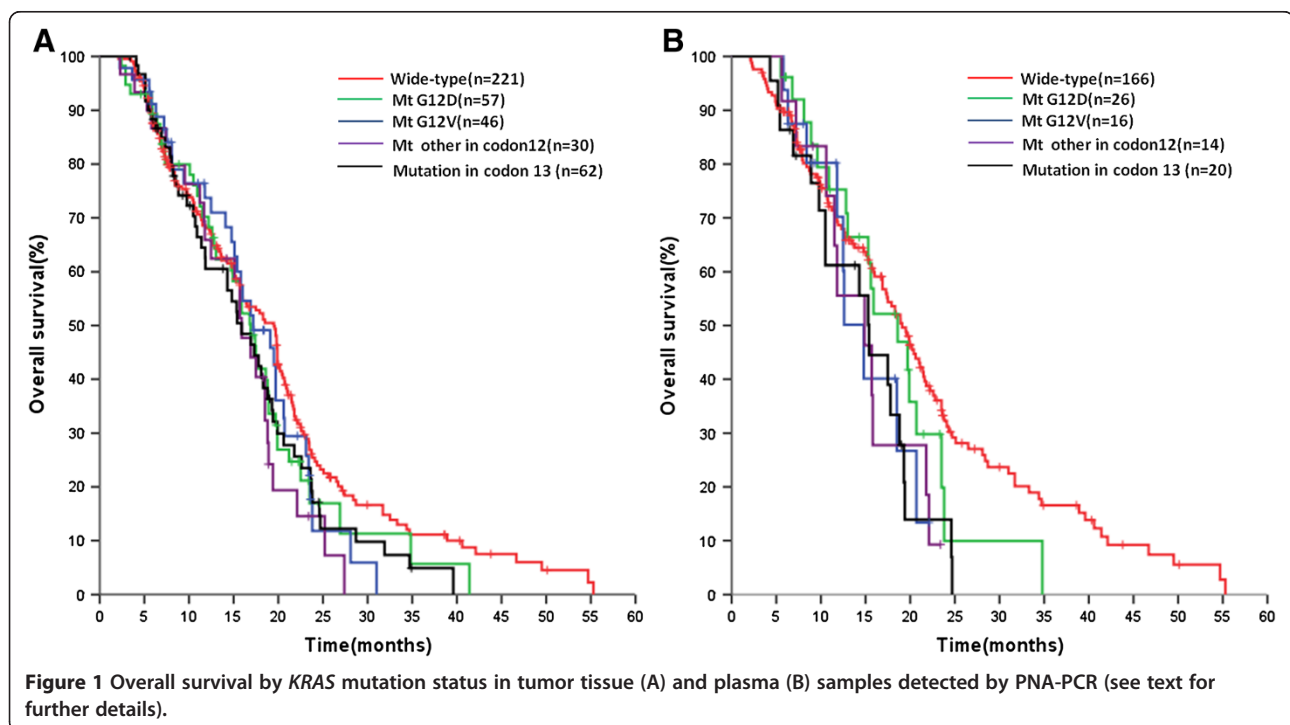 A
100
90
80
70
60
50
40
30
20
10
0
Overall survival(%)
0 5 10 15 20 25 30 35 40 45 50 55 60
Time(months)
Wide-type(n=221)
Mt G12D(n=57)
Mt G12V(n=46)
Mt other in codon12(n=30)
Mutation in codon 13 (n=62)
B
100
90
80
70
60
50
40
30
20
10
0
Overall survival(%)
0 5 10 15 20 25 30 35 40 45 50 55 60
Time(months)
Wide-type(n=166)
Mt G12D(n=26)
Mt G12V(n=16)
Mt other in codon12(n=14)
Mutation in codon 13 (n=20)
Figure 1 Overall survival by KRAS mutation status in tumor tissue (A) and plasma (B) samples detected by PNA-PCR (see text for
further details).